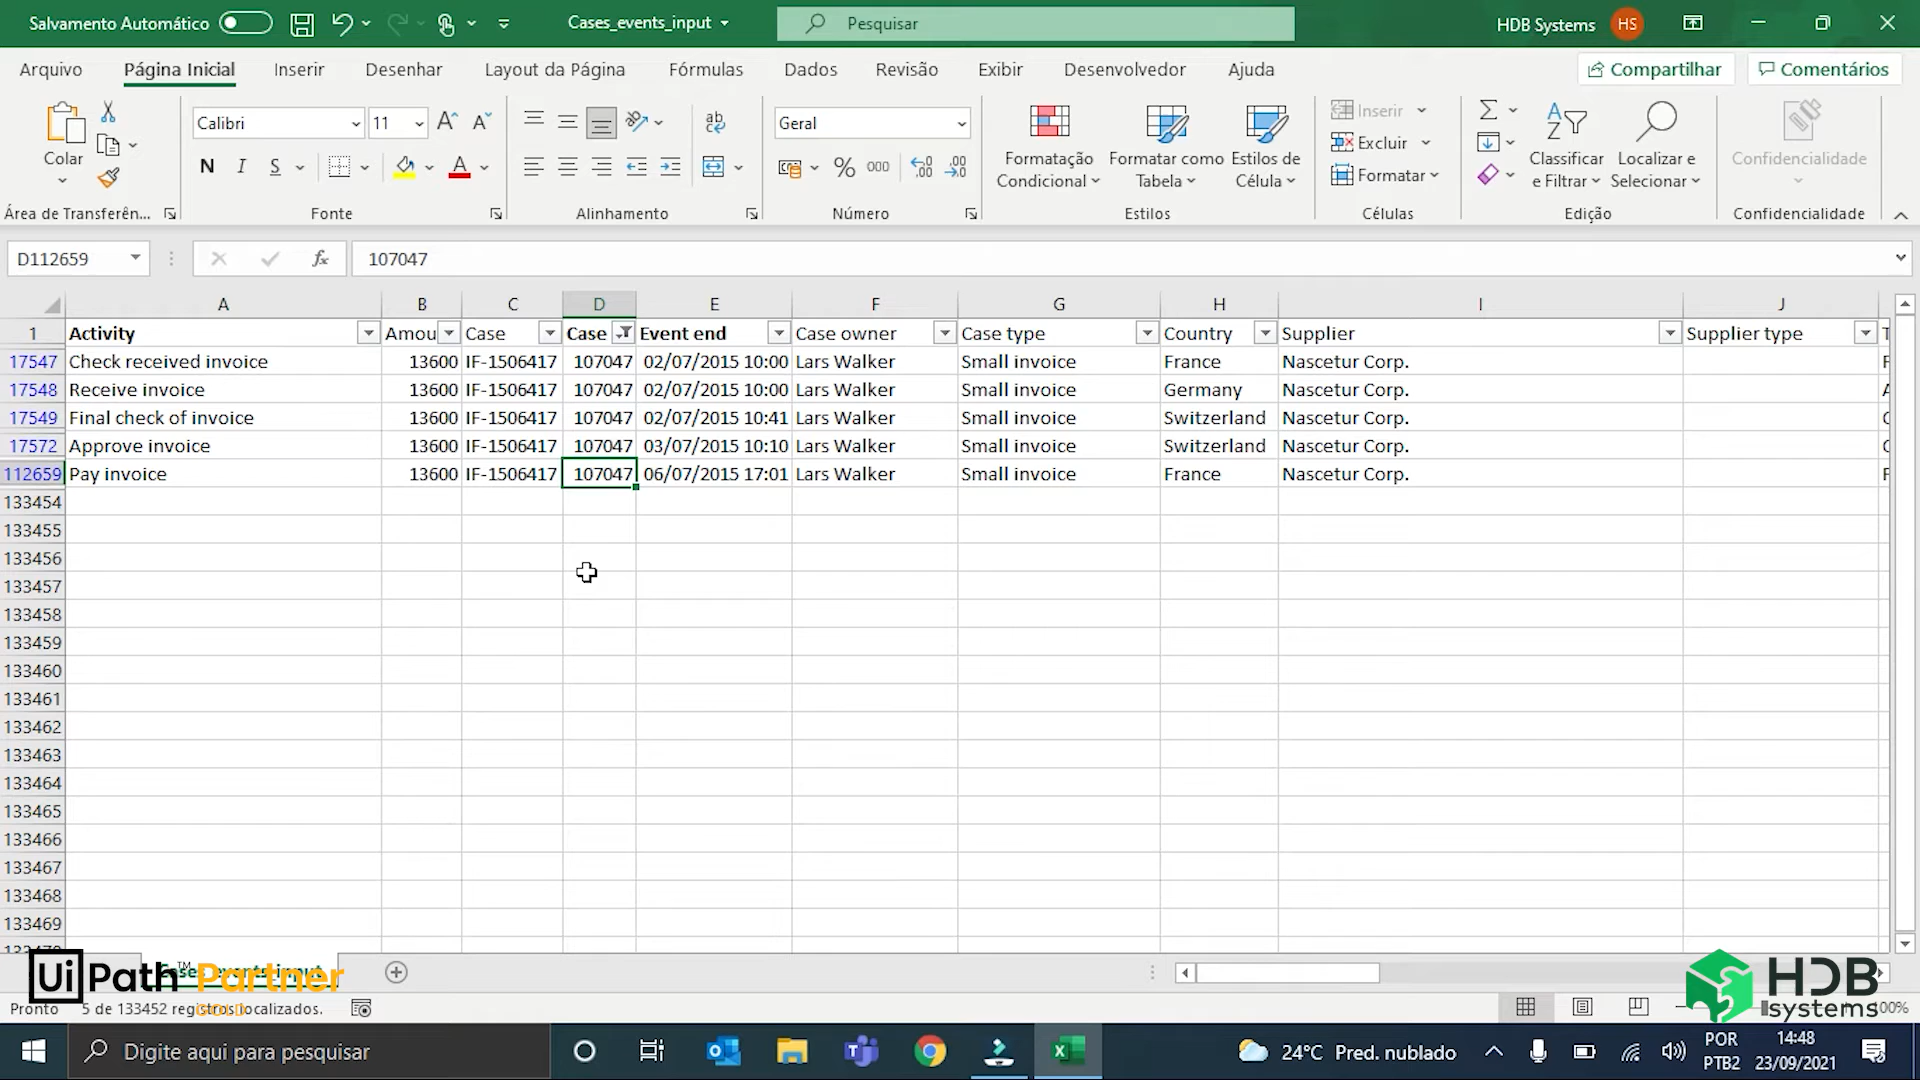 Salvamento Automático
Cases_events_input
Pesquisar
HDB Systems
HS
Arquivo
Página Inicial
Inserir
Desenhar
Layout da Página
Fórmulas
Dados
Revisão
Exibir
Desenvolvedor
Ajuda
Compartilhar
Comentários
Colar
Calibri
11
N I S
Geral
% 000
Formatação
Condicional
Formatar como
Tabela
Estilos de
Célula
Inserir
Excluir
Formatar
Classificar
e Filtrar
Localizar e
Selecionar
Confidencialidade
Área de Transferên...
Fonte
Alinhamento
Número
Estilos
Células
Edição
Confidencialidade
D112659
fx
107047
A B C D E F G H I J
1 Activity Amou Case Case Event end Case owner Case type Country Supplier Supplier type
17547 Check received invoice 13600 IF-1506417 107047 02/07/2015 10:00 Lars Walker Small invoice France Nascetur Corp.
17548 Receive invoice 13600 IF-1506417 107047 02/07/2015 10:00 Lars Walker Small invoice Germany Nascetur Corp.
17549 Final check of invoice 13600 IF-1506417 107047 02/07/2015 10:41 Lars Walker Small invoice Switzerland Nascetur Corp.
17572 Approve invoice 13600 IF-1506417 107047 03/07/2015 10:10 Lars Walker Small invoice Switzerland Nascetur Corp.
112659 Pay invoice 13600 IF-1506417 107047 06/07/2015 17:01 Lars Walker Small invoice France Nascetur Corp.
133454
133455
133456
133457
133458
133459
133460
133461
133462
133463
133464
133465
133466
133467
133468
133469
UiPath™ Partner
GOLD
HDB
systems
Pronto
5 de 133452 registros localizados.
100%
Digite aqui para pesquisar
24°C Pred. nublado
POR
PTB2
14:48
23/09/2021